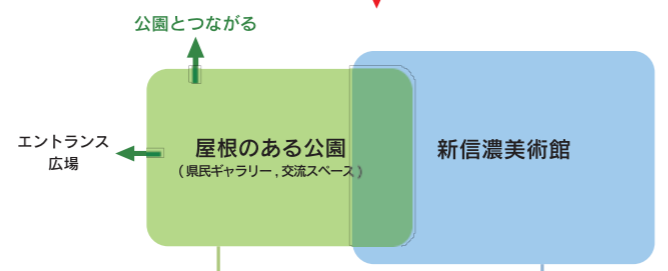 公園とつながる
エントランス
広場
屋根のある公園
(県民ギャラリー,交流スペース)
新信濃美術館